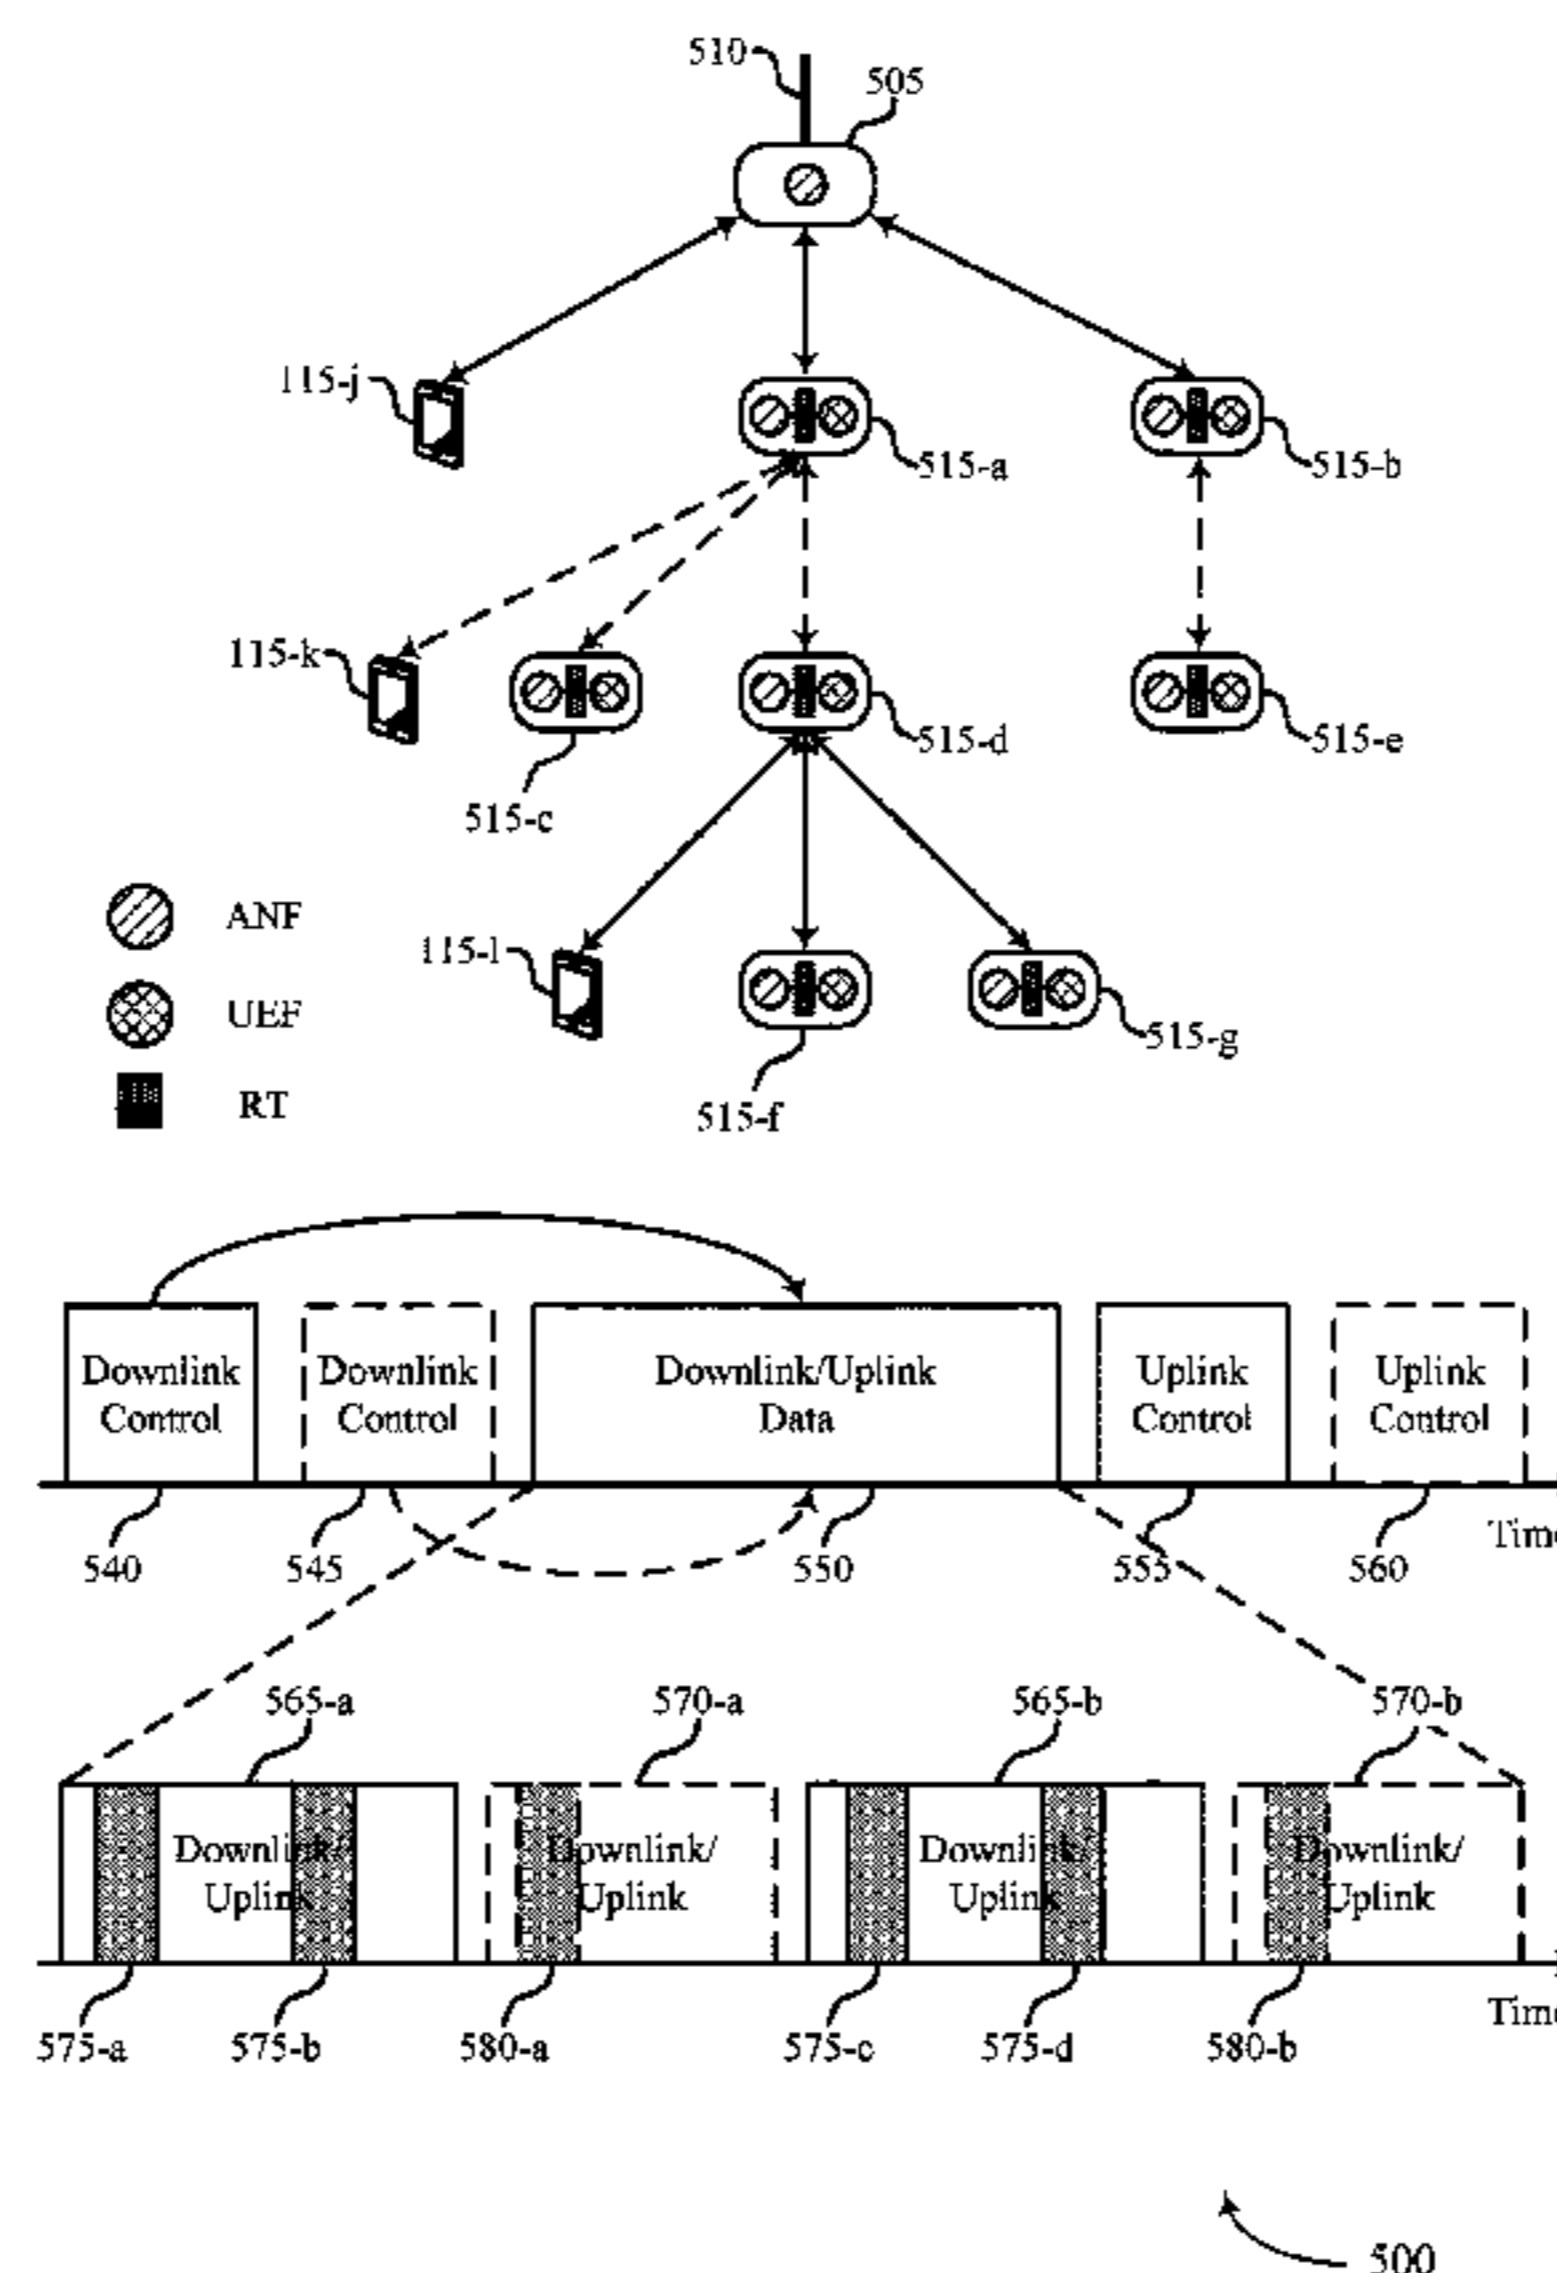 510
505
115-j
515-a
515-b
115-k
515-c
515-d
515-e
ANF
UEF
RT
115-l
515-f
515-g
Downlink
Control
Downlink
Control
Downlink/Uplink
Data
Uplink
Control
Uplink
Control
540
545
550
555
560
Time
565-a
570-a
565-b
570-b
Downlink/
Uplink
Downlink/
Uplink
Downlink/
Uplink
Downlink/
Uplink
575-a
575-b
580-a
575-c
575-d
580-b
Time
500